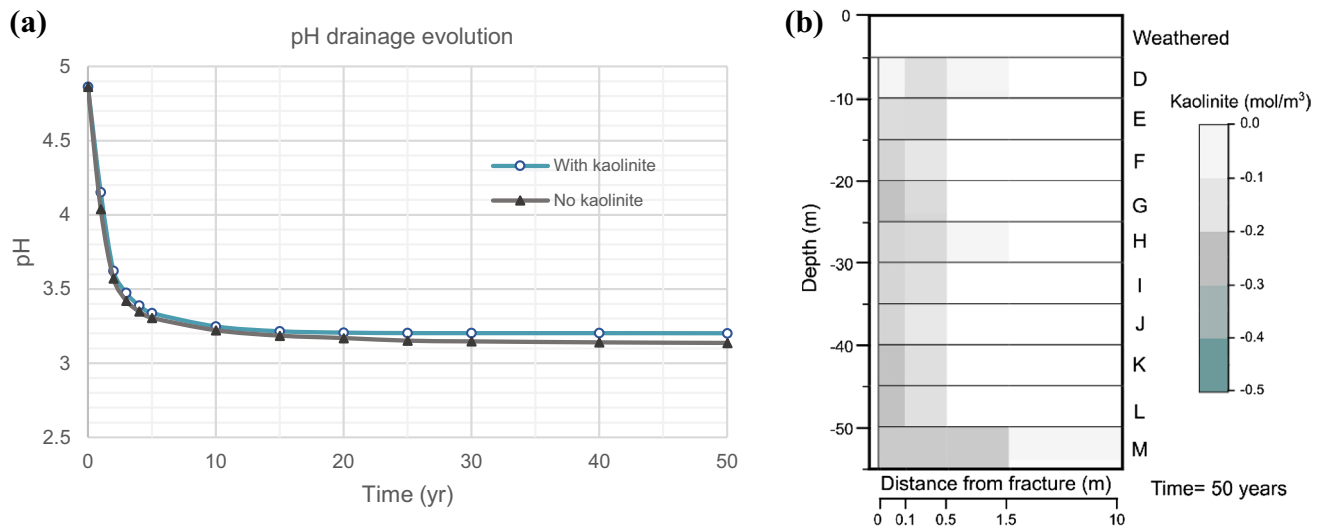 (a)
pH drainage evolution
5
4.5
4
3.5
3
2.5
pH
With kaolinite
No kaolinite
0
10
20
30
40
50
Time (yr)
(b)
0
-10
-20
-30
-40
-50
Depth (m)
Weathered
D
E
F
G
H
I
J
K
L
M
Kaolinite (mol/m³)
0.0
-0.1
-0.2
-0.3
-0.4
-0.5
Distance from fracture (m)
0 0.1 0.5 1.5 10
Time= 50 years